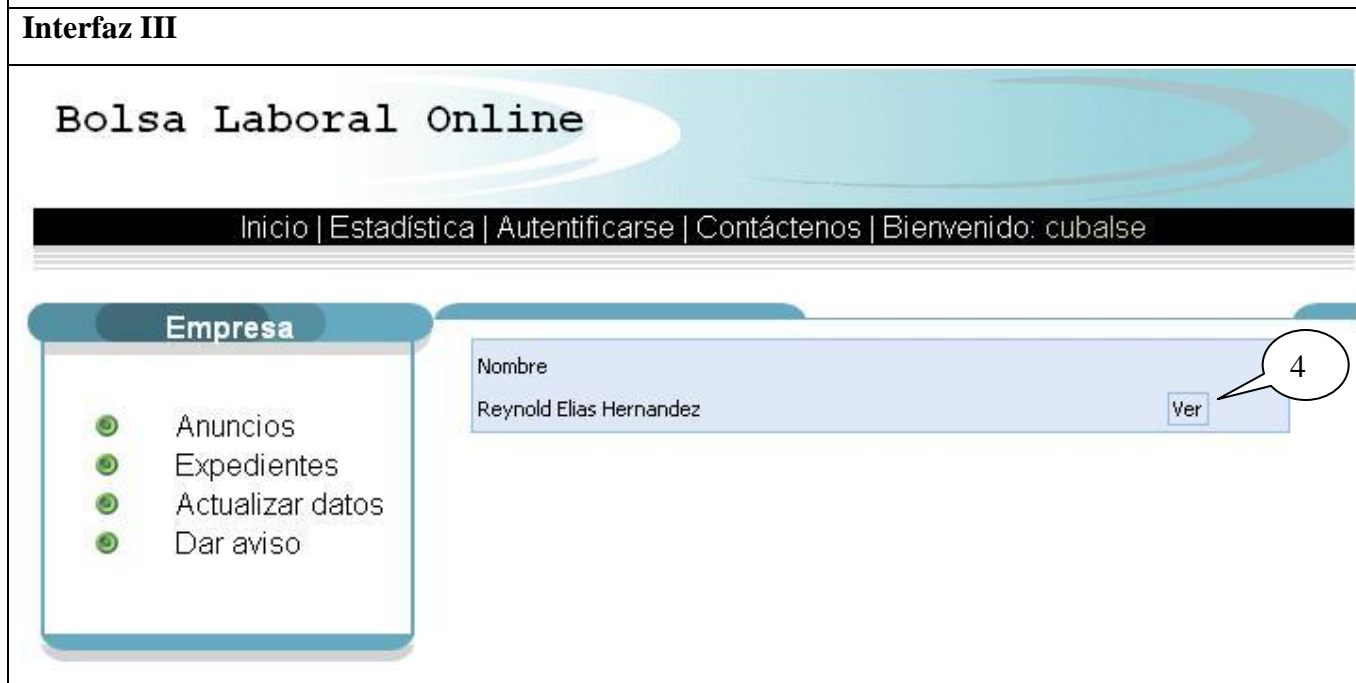 Interfaz III
Bolsa Laboral Online
Inicio | Estadística | Autentificarse | Contáctenos | Bienvenido: cubalse
Empresa
Anuncios
Expedientes
Actualizar datos
Dar aviso
Nombre
Reynold Elias Hernandez
Ver
4